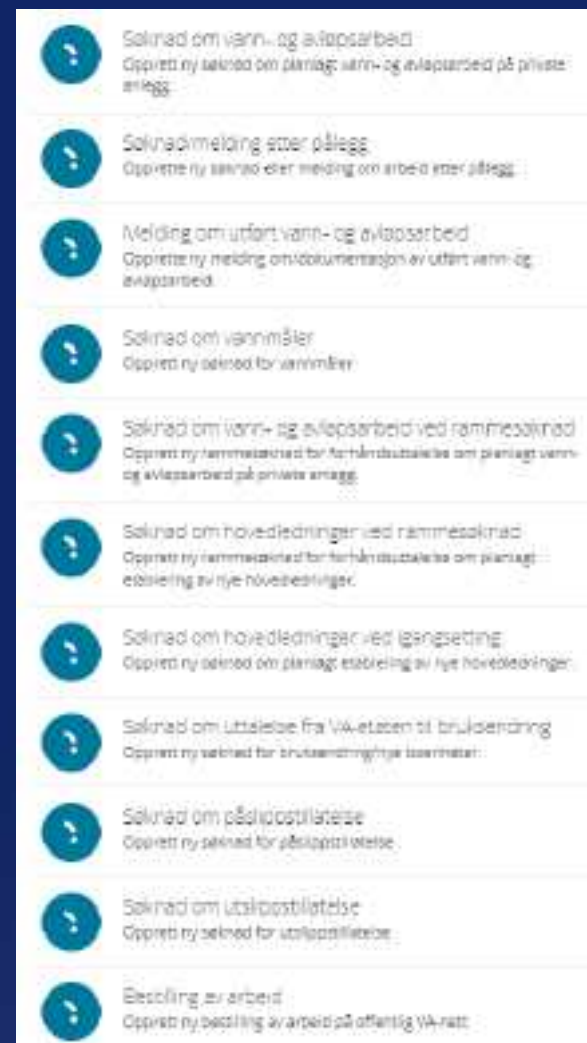 Søknad om vann- og avløpsarbeid
Opprett ny søknad om planlagt vann- og avløpsarbeid på private
anlegg.
Søknad/melding etter pålegg
Opprette ny søknad eller melding om arbeid etter pålegg.
Melding om utført vann- og avløpsarbeid
Opprette ny melding om/dokumentasjon av utført vann- og
avløpsarbeid.
Søknad om vannmåler
Opprett ny søknad for vannmåler
Søknad om vann- og avløpsarbeid ved rammesøknad
Opprett ny rammesøknad for forhåndsuttalelse om planlagt vann-
og avløpsarbeid på private anlegg.
Søknad om hovedledninger ved rammesøknad
Opprett ny rammesøknad for forhåndsuttalelse om planlagt
etablering av nye hovedledninger.
Søknad om hovedledninger ved igangsetting
Opprett ny søknad om planlagt etablering av nye hovedledninger.
Søknad om uttalelse fra VA-etaten til bruksendring
Opprett ny søknad for bruksendring/nye boenheter.
Søknad om påslippstillatelse
Opprett ny søknad for påslippstillatelse
Søknad om utslippstillatelse
Opprett ny søknad for utslippstillatelse
Bestilling av arbeid
Opprett ny bestilling av arbeid på offentlig VA-nett